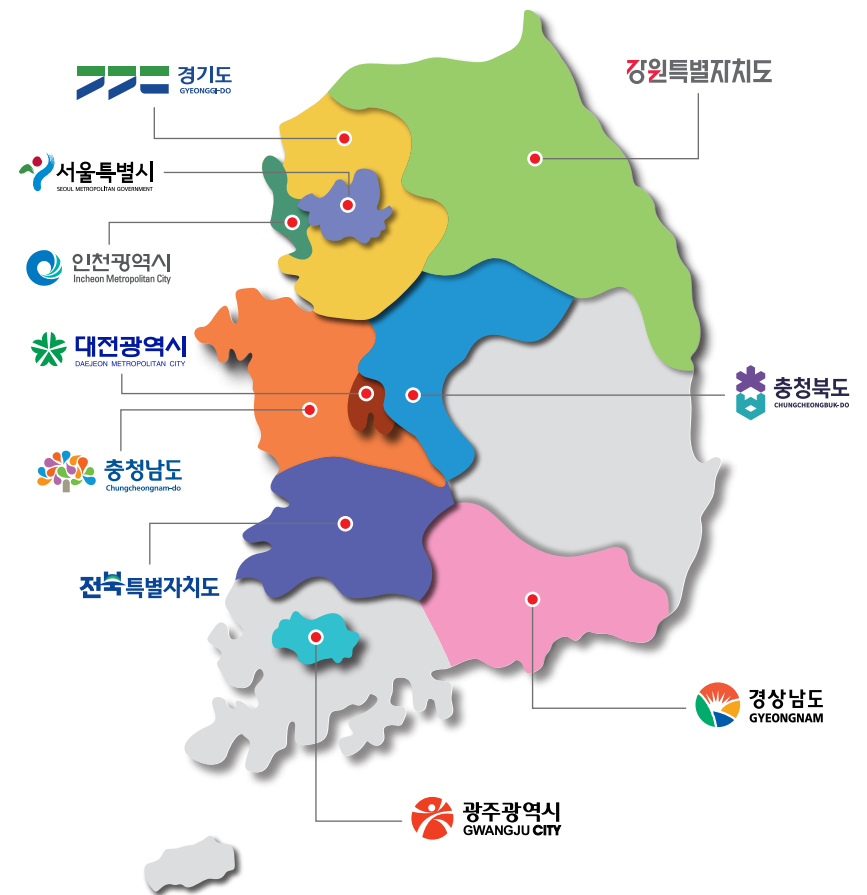 경기도
GYEONGGI-DO
강원특별자치도
서울특별시
SEOUL METROPOLITAN GOVERNMENT
인천광역시
Incheon Metropolitan City
대전광역시
DAEJEON METROPOLITAN CITY
충청북도
CHUNGCHEONGBUK-DO
충청남도
Chungcheongnam-do
전북특별자치도
경상남도
GYEONGNAM
광주광역시
GWANGJU CITY